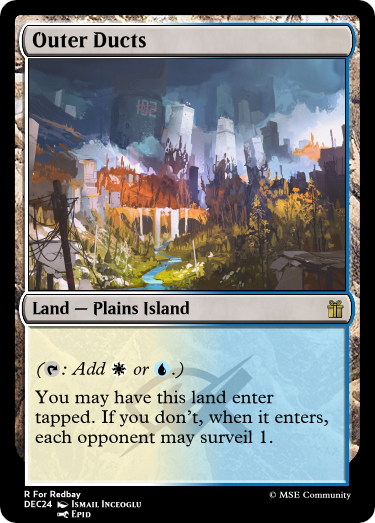 Outer Ducts
182
Land — Plains Island
(: Add or .)
You may have this land enter
tapped. If you don't, when it enters,
each opponent may surveil 1.
R For Redbay
DEC24 Ismail Inceoglu
Epid
© MSE Community